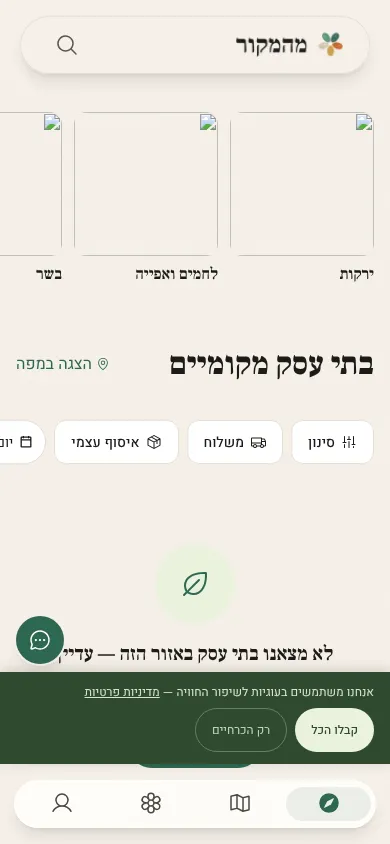 מהמקור
ירקות
לחמים ואפייה
בשר
בתי עסק מקומיים
הצגה במפה
סינון
משלוח
איסוף עצמי
לא מצאנו בתי עסק באזור הזה — עדיין
אנחנו משתמשים בעוגיות לשיפור החוויה — מדיניות פרטיות
קבלו הכל
רק הכרחיים